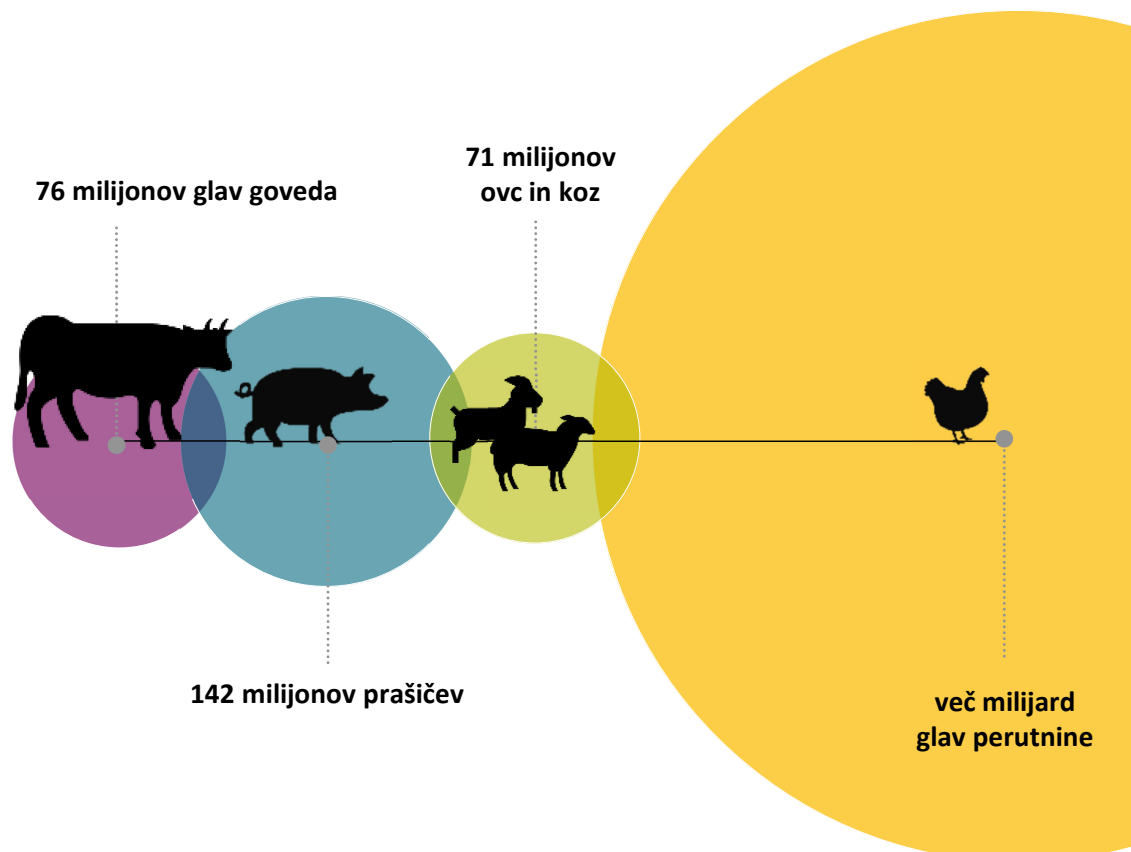 76 milijonov glav goveda
142 milijonov prašičev
71 milijonov
ovc in koz
več milijard
glav perutnine